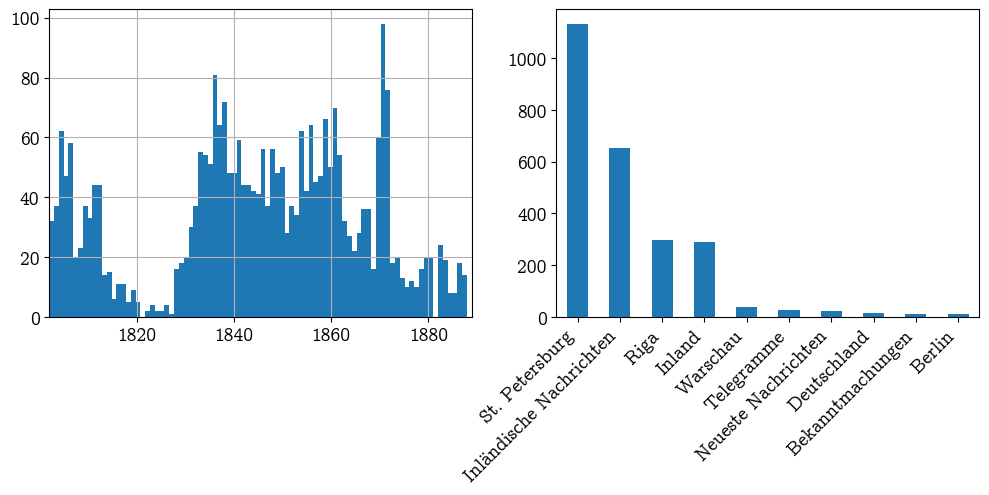 100
80
60
40
20
0
1820 1840 1860 1880
1000
800
600
400
200
0
St. Petersburg
Inländische Nachrichten
Riga
Inland
Warschau
Telegramme
Neueste Nachrichten
Deutschland
Bekanntmachungen
Berlin